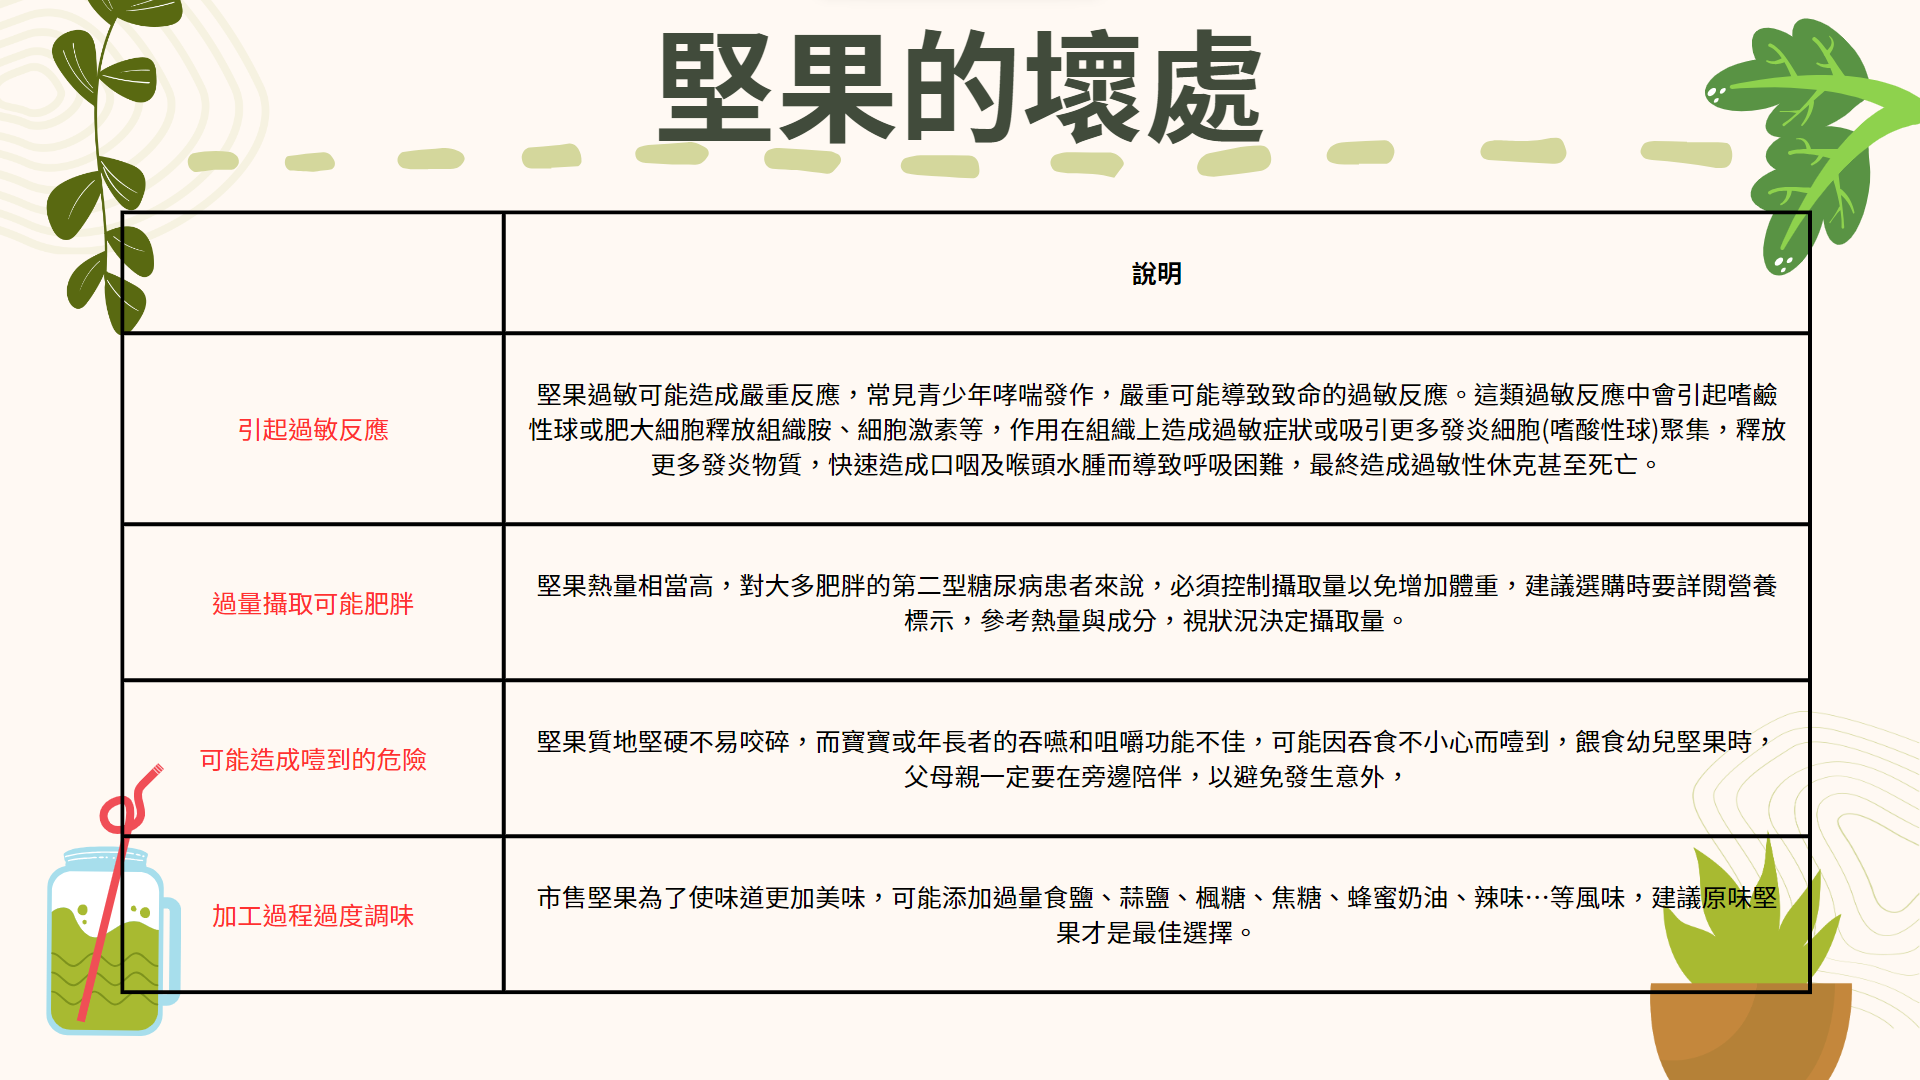 堅果的壞處
說明
引起過敏反應
堅果過敏可能造成嚴重反應，常見青少年哮喘發作，嚴重可能導致致命的過敏反應。這類過敏反應中會引起嗜鹼
性球或肥大細胞釋放組織胺、細胞激素等，作用在組織上造成過敏症狀或吸引更多發炎細胞(嗜酸性球)聚集，釋放
更多發炎物質，快速造成口咽及喉頭水腫而導致呼吸困難，最終造成過敏性休克甚至死亡。
過量攝取可能肥胖
堅果熱量相當高，對大多肥胖的第二型糖尿病患者來說，必須控制攝取量以免增加體重，建議選購時要詳閱營養
標示，參考熱量與成分，視狀況決定攝取量。
可能造成噎到的危險
堅果質地堅硬不易咬碎，而寶寶或年長者的吞嚥和咀嚼功能不佳，可能因吞食不小心而噎到，餵食幼兒堅果時，
父母親一定要在旁邊陪伴，以避免發生意外，
加工過程過度調味
市售堅果為了使味道更加美味，可能添加過量食鹽、蒜鹽、楓糖、焦糖、蜂蜜奶油、辣味…等風味，建議原味堅
果才是最佳選擇。